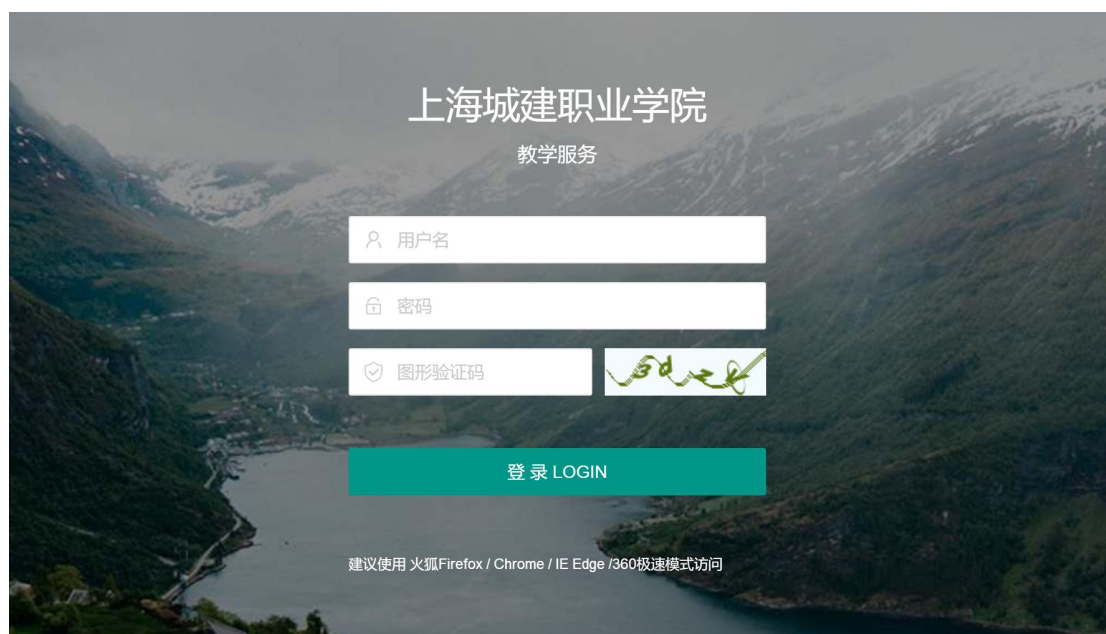 上海城建职业学院
教学服务
用户名
密码
图形验证码
登 录 LOGIN
建议使用 火狐Firefox / Chrome / IE Edge /360极速模式访问